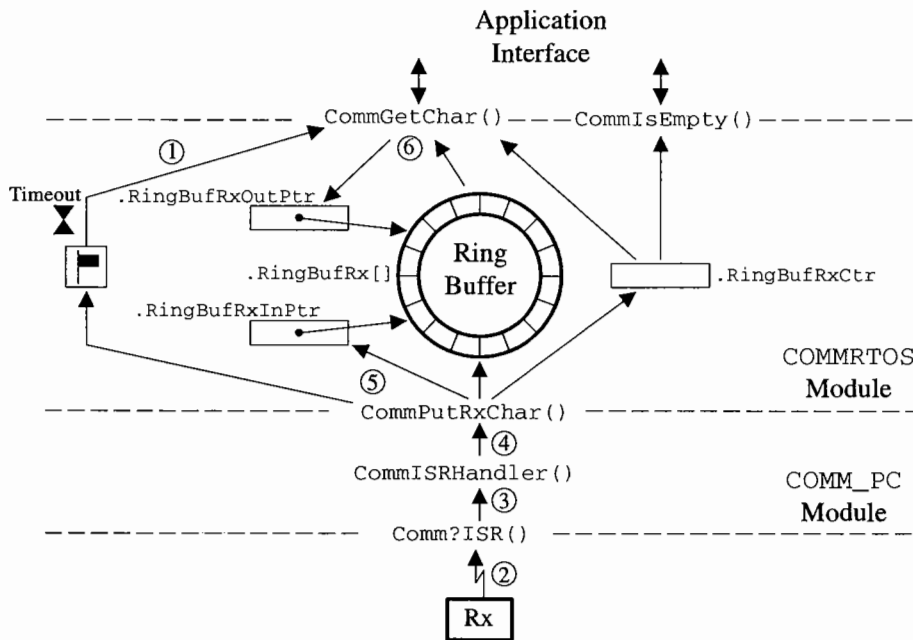 Application
Interface
CommGetChar() CommIsEmpty()
① ⑥
Timeout .RingBufRxOutPtr
Ring
Buffer
.RingBufRx[]
.RingBufRxCtr
.RingBufRxInPtr
COMMRTOS
Module
⑤
CommPutRxChar()
④
CommISRHandler()
COMM_PC
Module
③
Comm?ISR()
②
Rx